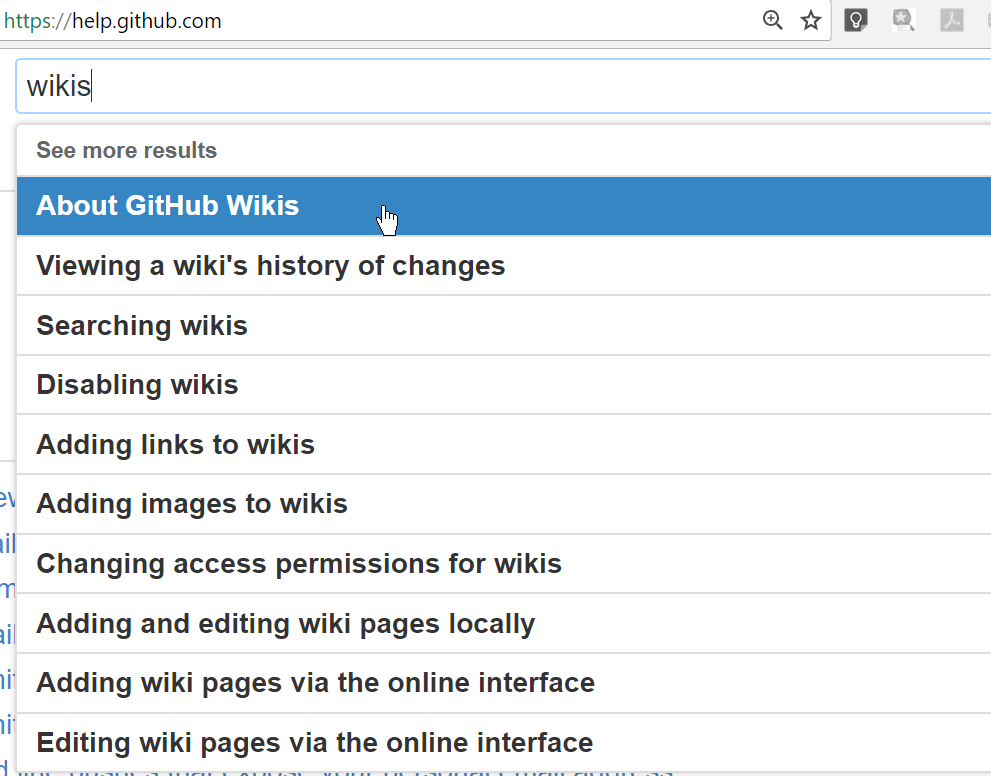 https://help.github.com
wikis
See more results
About GitHub Wikis
Viewing a wiki's history of changes
Searching wikis
Disabling wikis
Adding links to wikis
Adding images to wikis
Changing access permissions for wikis
Adding and editing wiki pages locally
Adding wiki pages via the online interface
Editing wiki pages via the online interface